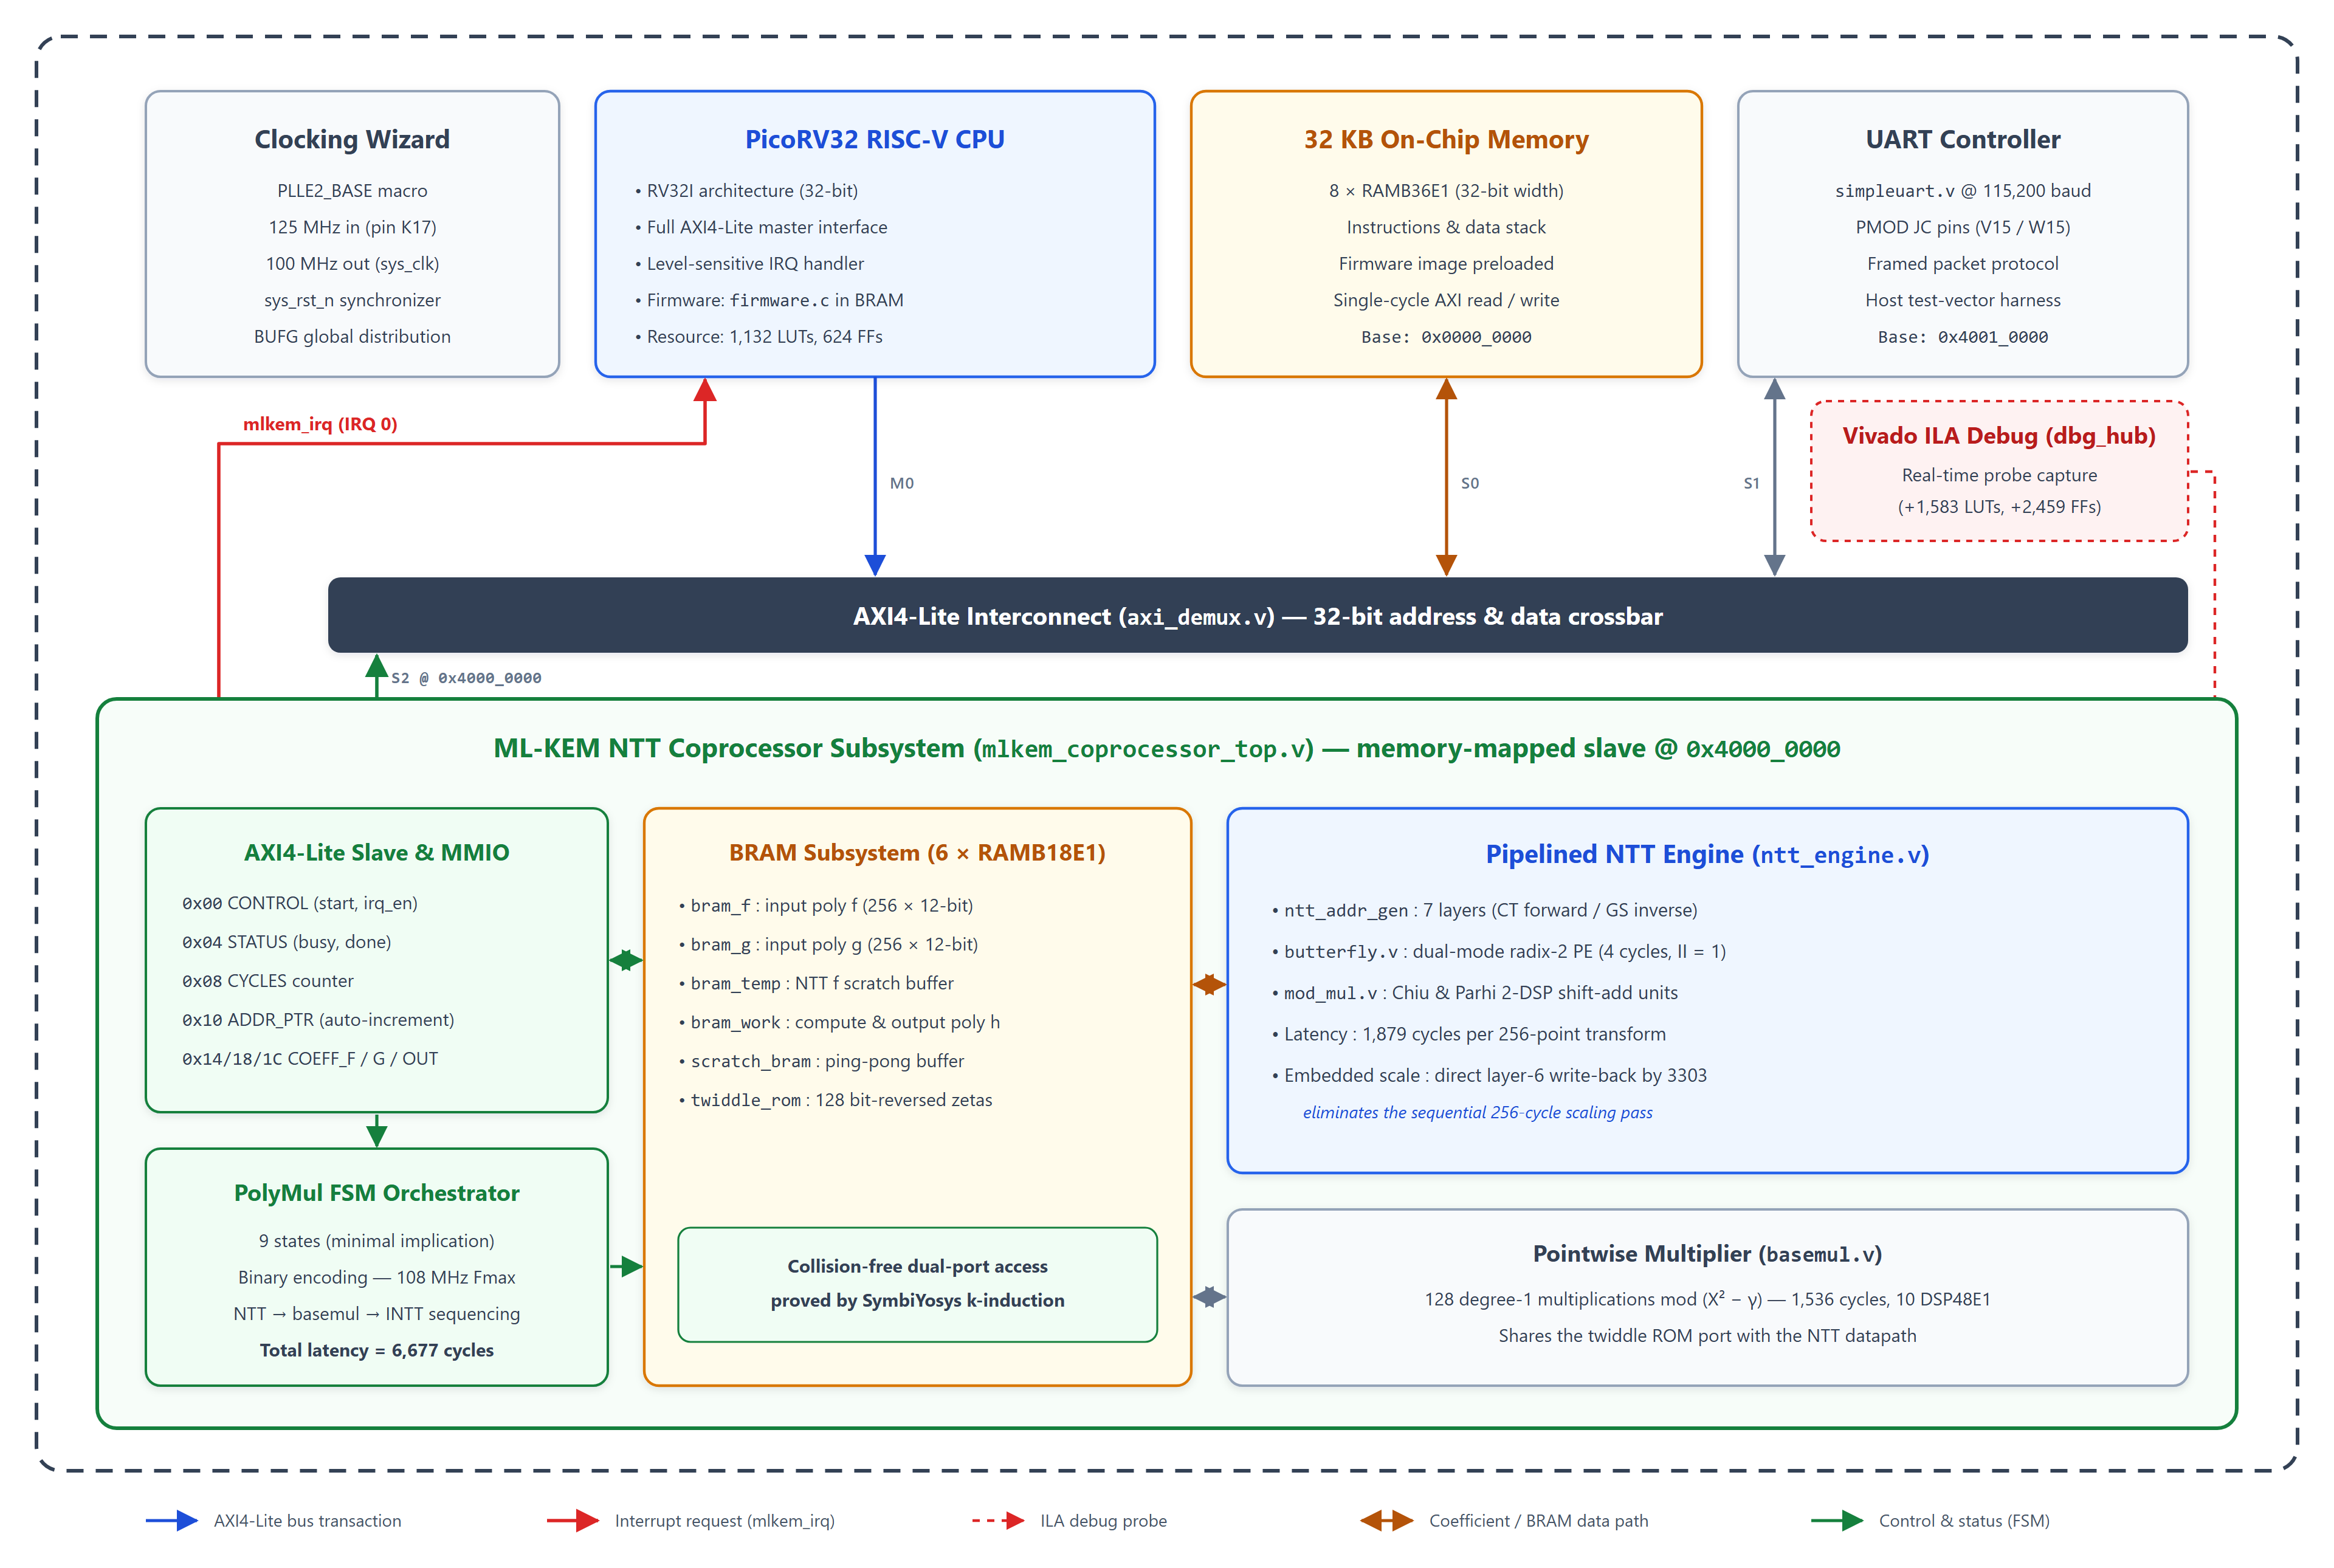 Clocking Wizard
PLLE2_BASE macro
125 MHz in (pin K17)
100 MHz out (sys_clk)
sys_rst_n synchronizer
BUFG global distribution
PicoRV32 RISC-V CPU
• RV32I architecture (32-bit)
• Full AXI4-Lite master interface
• Level-sensitive IRQ handler
• Firmware: firmware.c in BRAM
• Resource: 1,132 LUTs, 624 FFs
32 KB On-Chip Memory
8 × RAMB36E1 (32-bit width)
Instructions & data stack
Firmware image preloaded
Single-cycle AXI read / write
Base: 0x0000_0000
UART Controller
simpleuart.v @ 115,200 baud
PMOD JC pins (V15 / W15)
Framed packet protocol
Host test-vector harness
Base: 0x4001_0000
mlkem_irq (IRQ 0)
M0
S0
S1
Vivado ILA Debug (dbg_hub)
Real-time probe capture
(+1,583 LUTs, +2,459 FFs)
AXI4-Lite Interconnect (axi_demux.v) — 32-bit address & data crossbar
S2 @ 0x4000_0000
ML-KEM NTT Coprocessor Subsystem (mlkem_coprocessor_top.v) — memory-mapped slave @ 0x4000_0000
AXI4-Lite Slave & MMIO
0x00 CONTROL (start, irq_en)
0x04 STATUS (busy, done)
0x08 CYCLES counter
0x10 ADDR_PTR (auto-increment)
0x14/18/1C COEFF_F / G / OUT
PolyMul FSM Orchestrator
9 states (minimal implication)
Binary encoding — 108 MHz Fmax
NTT → basemul → INTT sequencing
Total latency = 6,677 cycles
BRAM Subsystem (6 × RAMB18E1)
• bram_f : input poly f (256 × 12-bit)
• bram_g : input poly g (256 × 12-bit)
• bram_temp : NTT f scratch buffer
• bram_work : compute & output poly h
• scratch_bram : ping-pong buffer
• twiddle_rom : 128 bit-reversed zetas
Collision-free dual-port access
proved by SymbiYosys k-induction
Pipelined NTT Engine (ntt_engine.v)
• ntt_addr_gen : 7 layers (CT forward / GS inverse)
• butterfly.v : dual-mode radix-2 PE (4 cycles, II = 1)
• mod_mul.v : Chiu & Parhi 2-DSP shift-add units
• Latency : 1,879 cycles per 256-point transform
• Embedded scale : direct layer-6 write-back by 3303
eliminates the sequential 256-cycle scaling pass
Pointwise Multiplier (basemul.v)
128 degree-1 multiplications mod (X² − γ) — 1,536 cycles, 10 DSP48E1
Shares the twiddle ROM port with the NTT datapath
AXI4-Lite bus transaction
Interrupt request (mlkem_irq)
ILA debug probe
Coefficient / BRAM data path
Control & status (FSM)